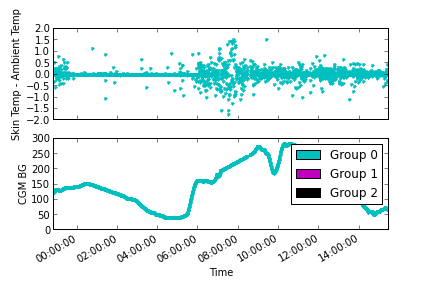 Skin Temp - Ambient Temp
2.0
1.5
1.0
0.5
0.0
−0.5
−1.0
−1.5
−2.0
CGM BG
300
250
200
150
100
50
0
Group 0
Group 1
Group 2
00:00:00 02:00:00 04:00:00 06:00:00 08:00:00 10:00:00 12:00:00 14:00:00
Time